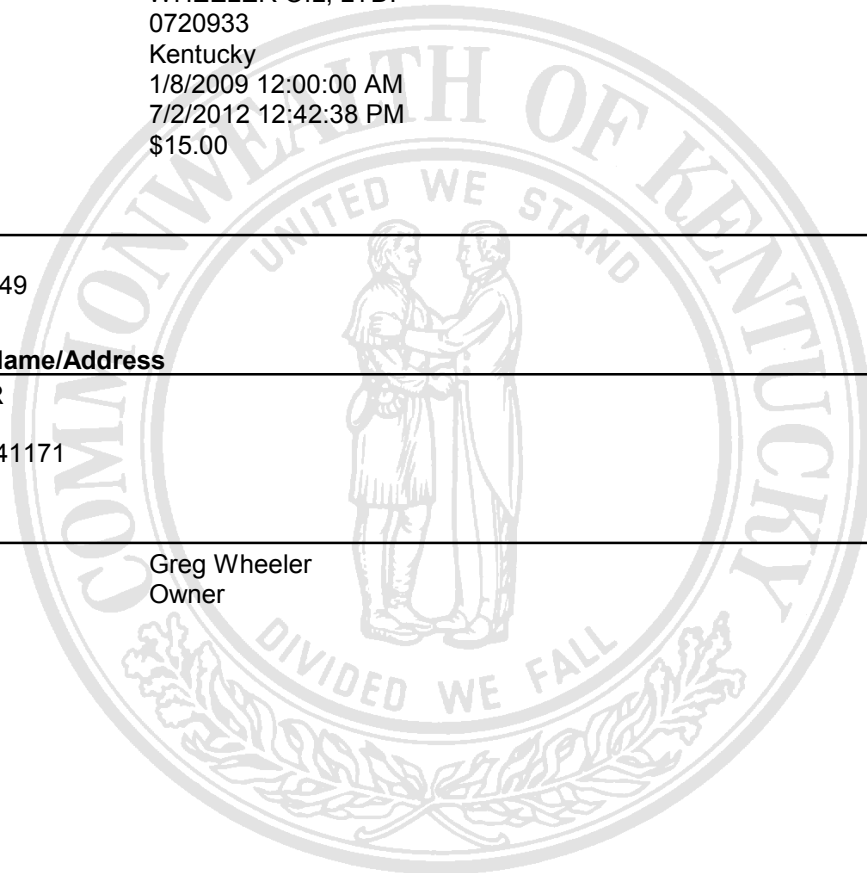 0720933
Kentucky
1/8/2009 12:00:00 AM
7/2/2012 12:42:38 PM
$15.00
COMMONWEALTH OF KENTUCKY
UNITED WE STAND
49
Name/Address
R
41171
Greg Wheeler
Owner
DIVIDED WE FALL